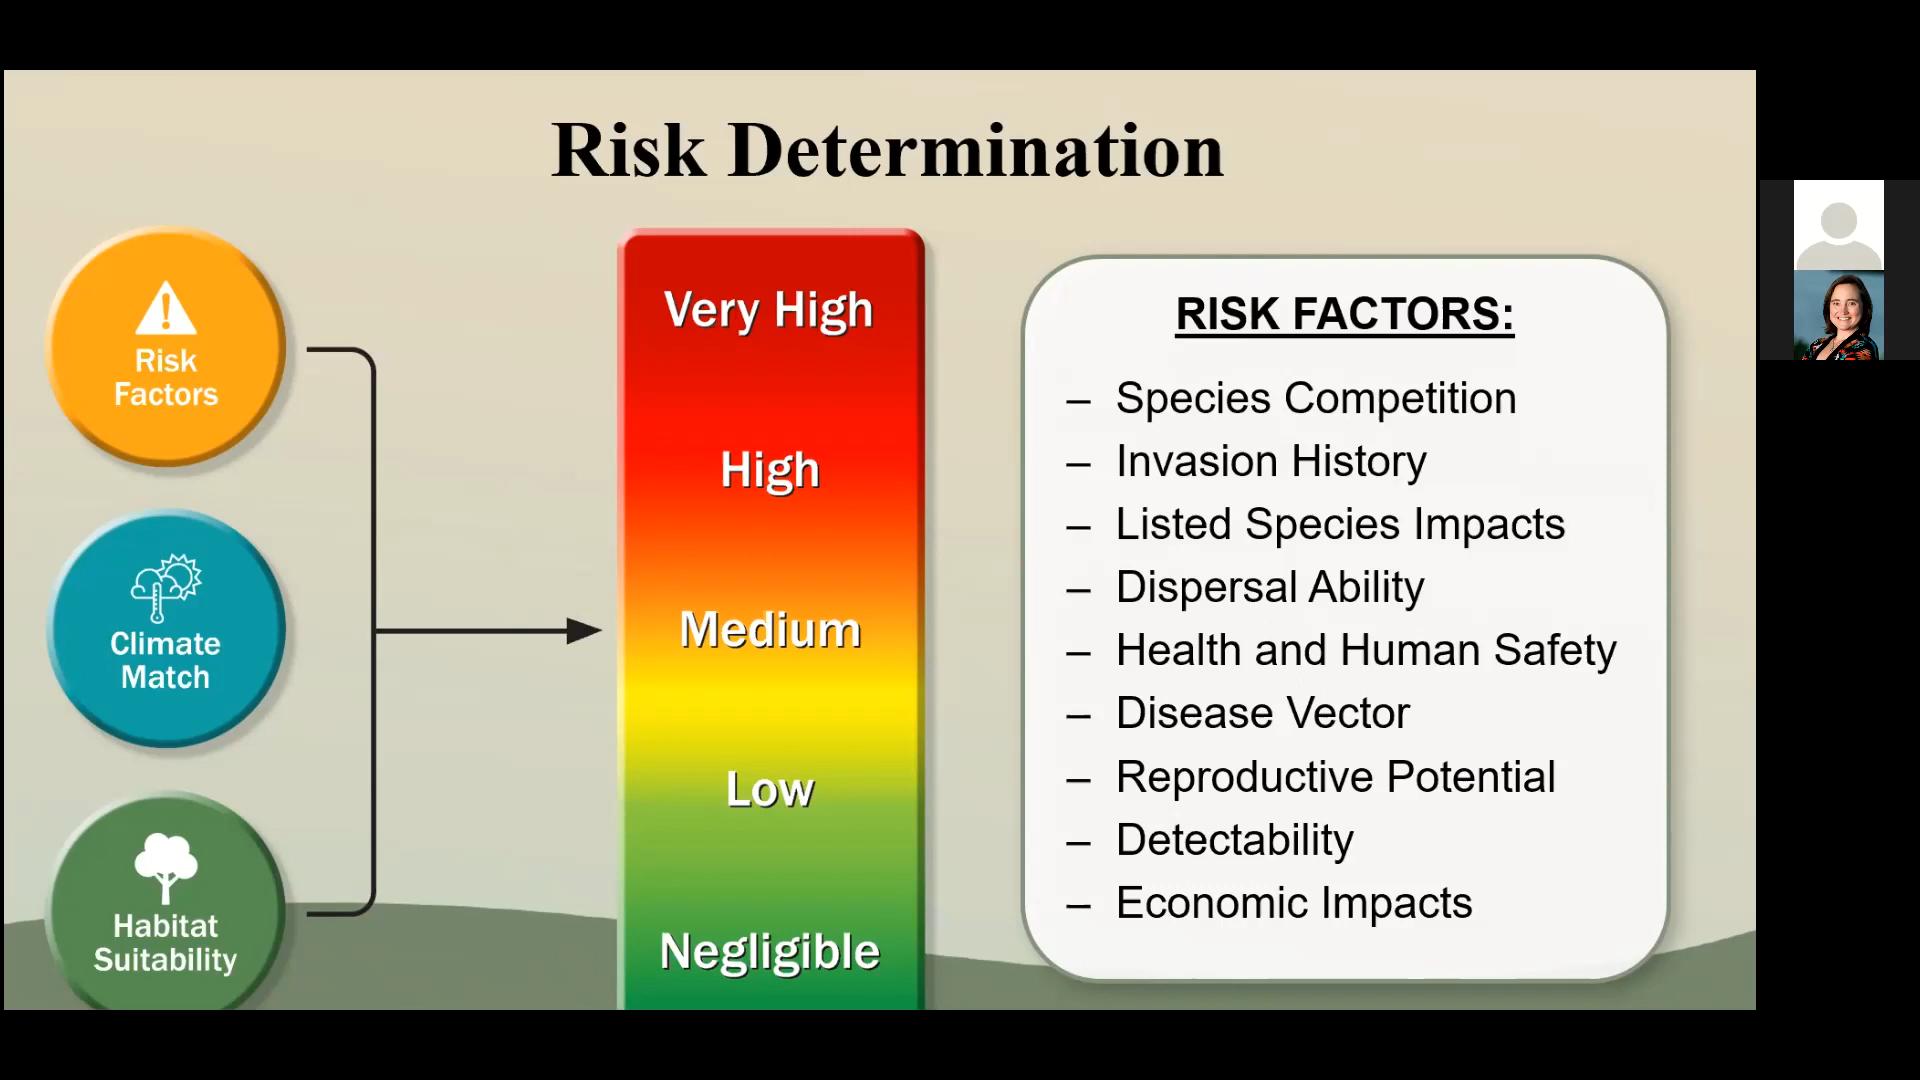 Risk Determination
Risk
Factors
Climate
Match
Habitat
Suitability
Very High
High
Medium
Low
Negligible
RISK FACTORS:
– Species Competition
– Invasion History
– Listed Species Impacts
– Dispersal Ability
– Health and Human Safety
– Disease Vector
– Reproductive Potential
– Detectability
– Economic Impacts